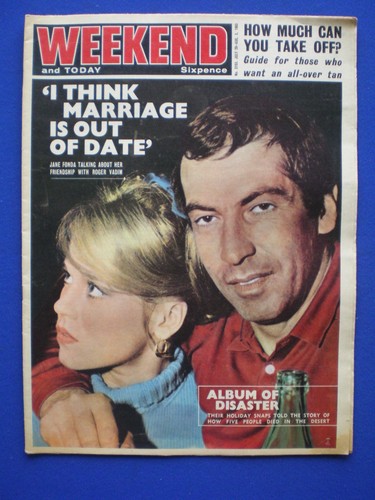 WEEKEND
and TODAY Sixpence
HOW MUCH CAN
YOU TAKE OFF?
Guide for those who
want an all-over tan
'I THINK
MARRIAGE
IS OUT
OF DATE'
JANE FONDA TALKING ABOUT HER
FRIENDSHIP WITH ROGER VADIM
ALBUM OF
DISASTER
THEIR HOLIDAY SNAPS TOLD THE STORY OF
HOW FIVE PEOPLE DIED IN THE DESERT